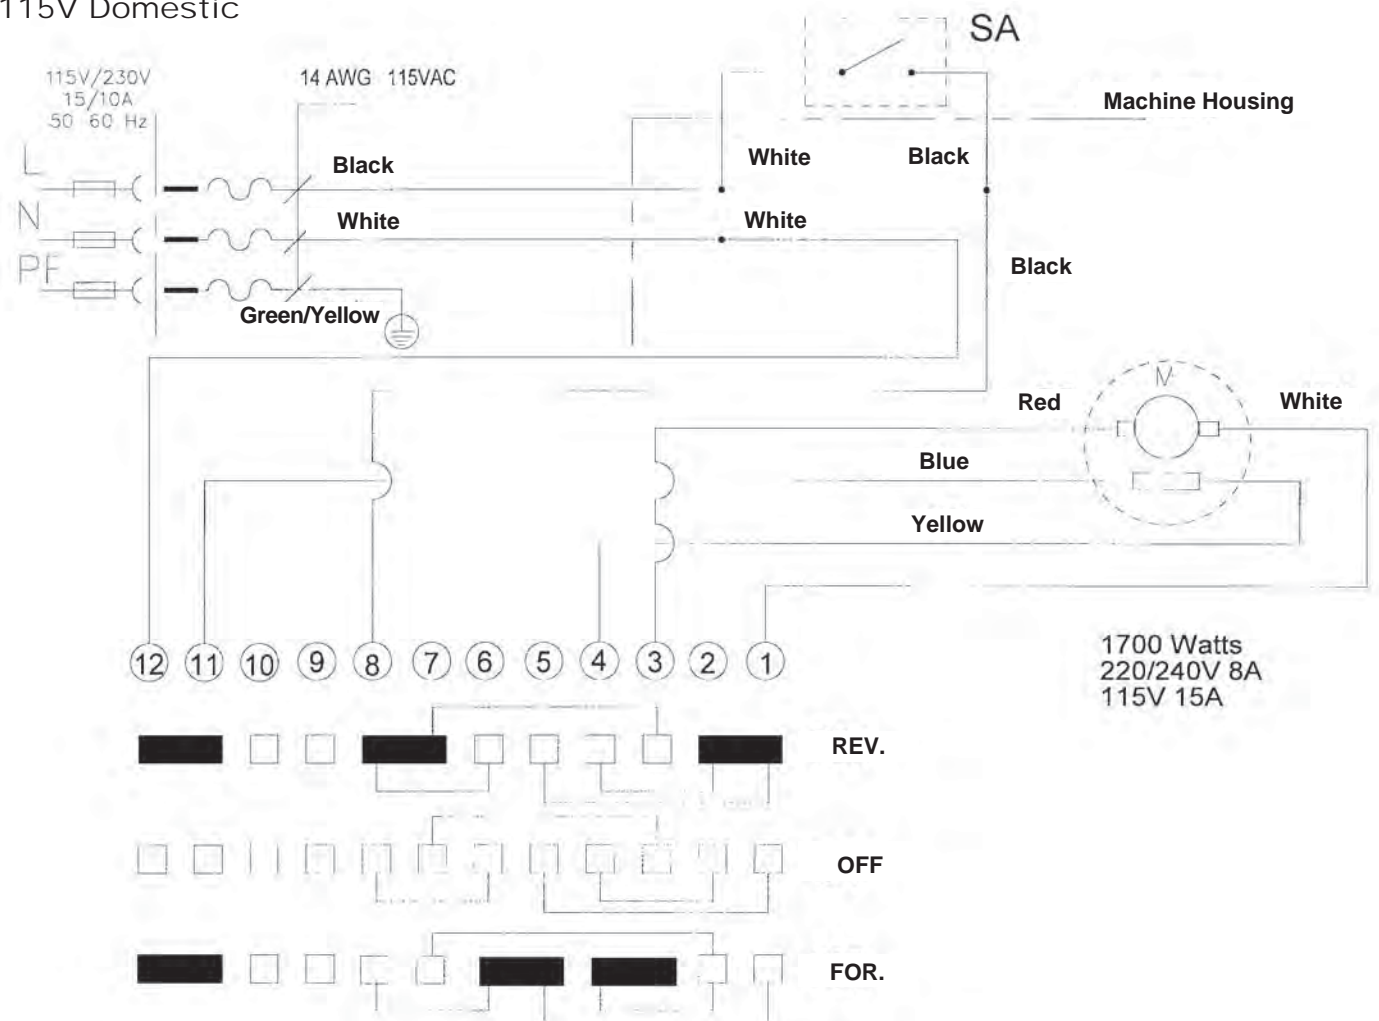 115V Domestic
SA
115V/230V
15/10A
50 60 Hz
14 AWG 115VAC
Machine Housing
L
Black
White
Black
N
White
White
PE
Black
Green/Yellow
M
Red
White
Blue
Yellow
12 11 10 9 8 7 6 5 4 3 2 1
1700 Watts
220/240V 8A
115V 15A
REV.
OFF
FOR.